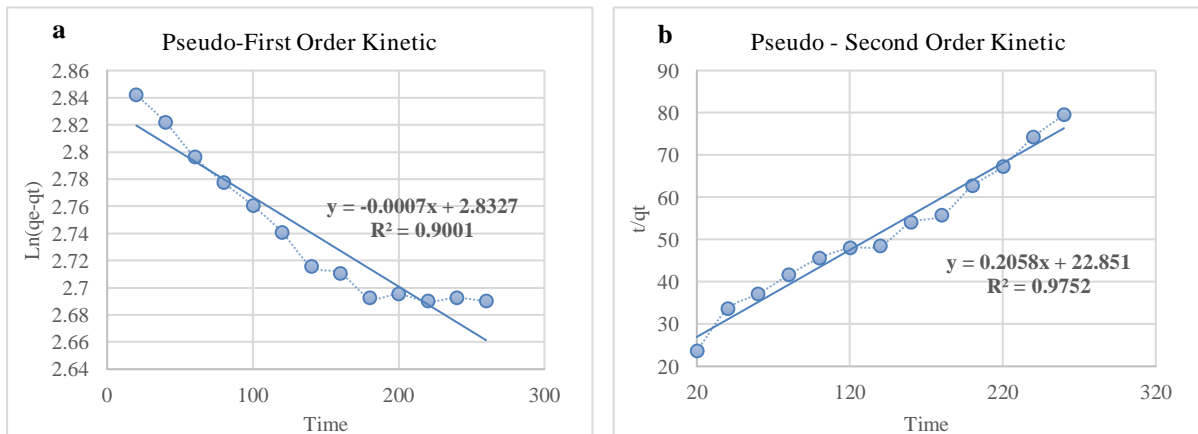 a
Pseudo-First Order Kinetic
Ln(qe-qt)
2.86
2.84
2.82
2.8
2.78
2.76
2.74
2.72
2.7
2.68
2.66
2.64
y = -0.0007x + 2.8327
R² = 0.9001
0
100
200
300
Time
b
Pseudo - Second Order Kinetic
t/qt
90
80
70
60
50
40
30
20
y = 0.2058x + 22.851
R² = 0.9752
20
120
220
320
Time